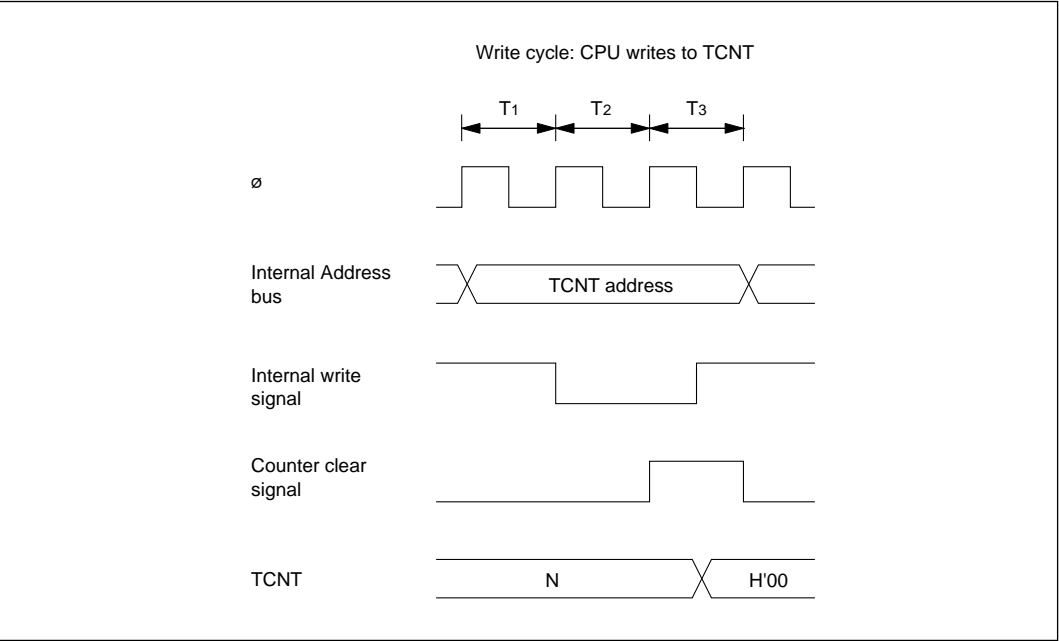 Write cycle: CPU writes to TCNT
T1 T2 T3
ø
Internal Address
bus
TCNT address
Internal write
signal
Counter clear
signal
TCNT
N
H'00